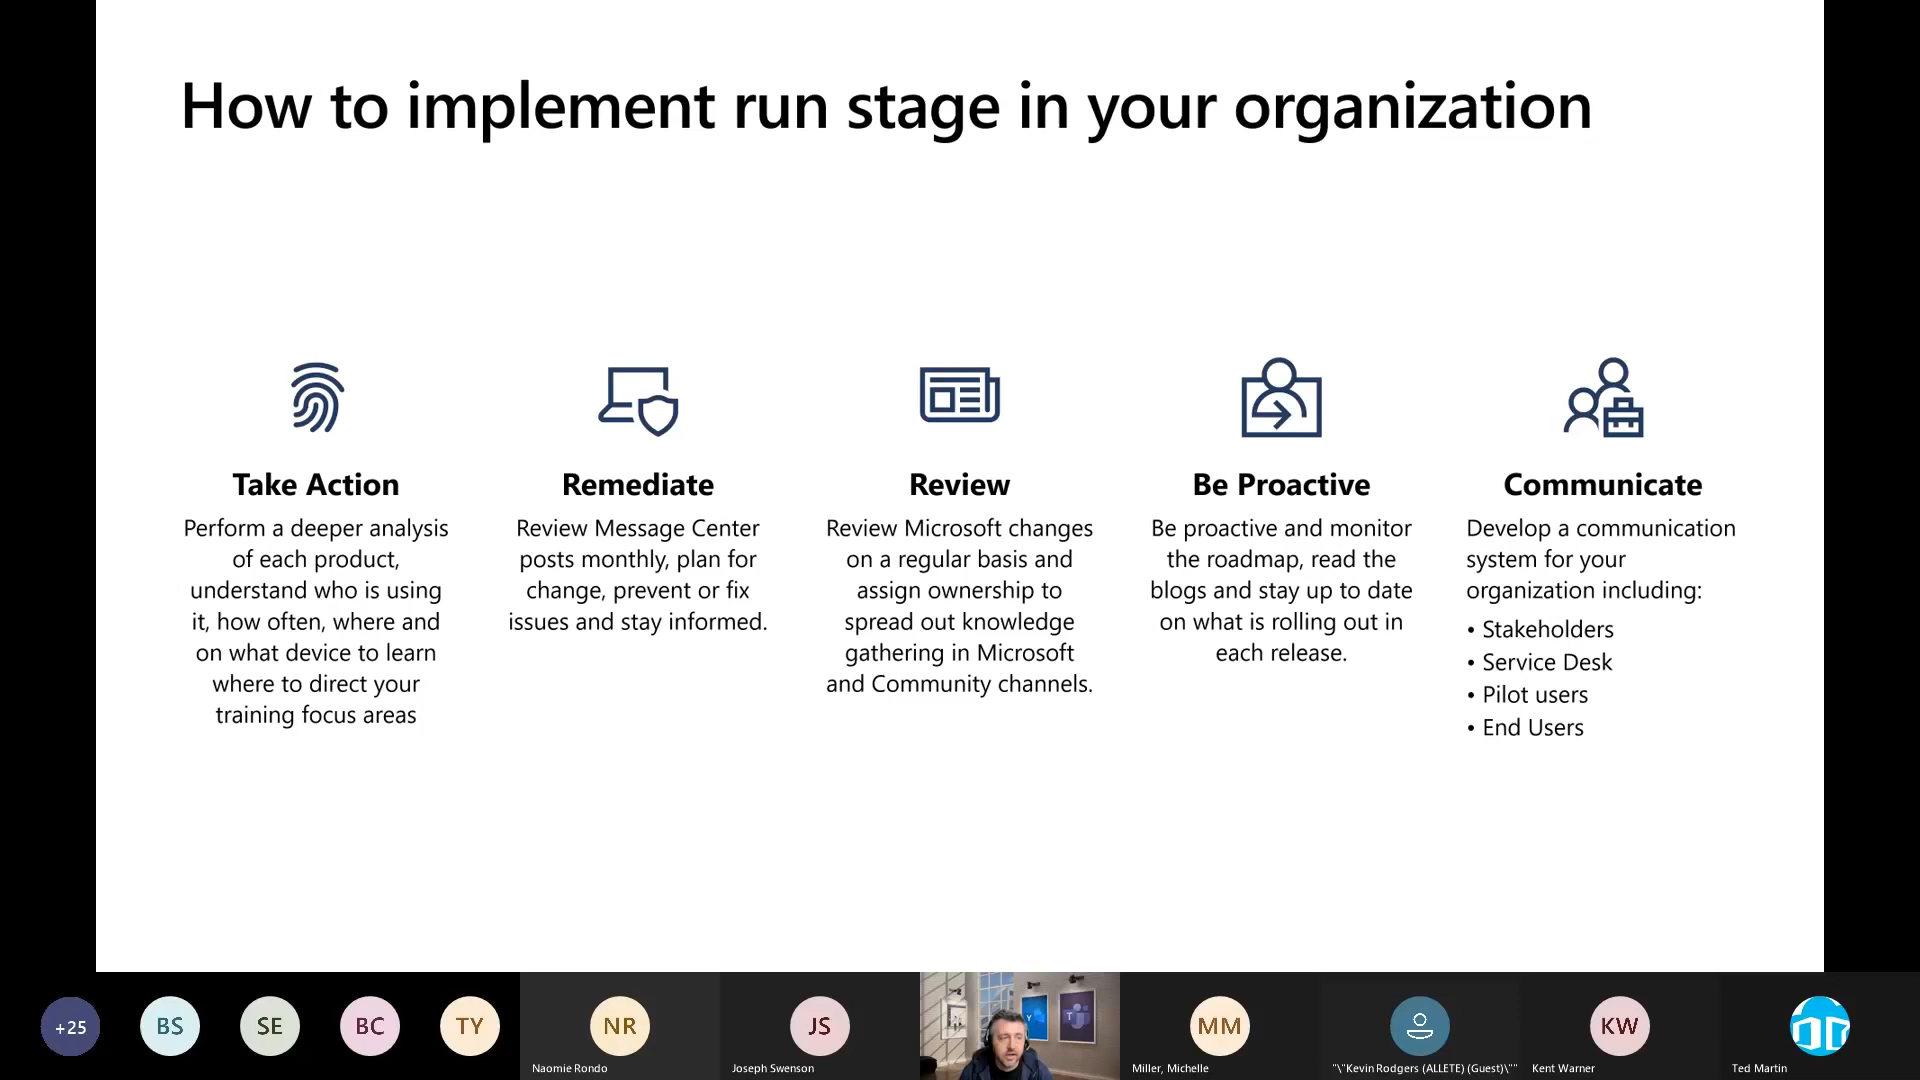 How to implement run stage in your organization
Take Action
Perform a deeper analysis
of each product,
understand who is using
it, how often, where and
on what device to learn
where to direct your
training focus areas
Remediate
Review Message Center
posts monthly, plan for
change, prevent or fix
issues and stay informed.
Review
Review Microsoft changes
on a regular basis and
assign ownership to
spread out knowledge
gathering in Microsoft
and Community channels.
Be Proactive
Be proactive and monitor
the roadmap, read the
blogs and stay up to date
on what is rolling out in
each release.
Communicate
Develop a communication
system for your
organization including:
• Stakeholders
• Service Desk
• Pilot users
• End Users
+25
BS
SE
BC
TY
NR
Naomie Rondo
JS
Joseph Swenson
MM
Miller, Michelle
"\"Kevin Rodgers (ALLETE) (Guest)\""
KW
Kent Warner
Ted Martin